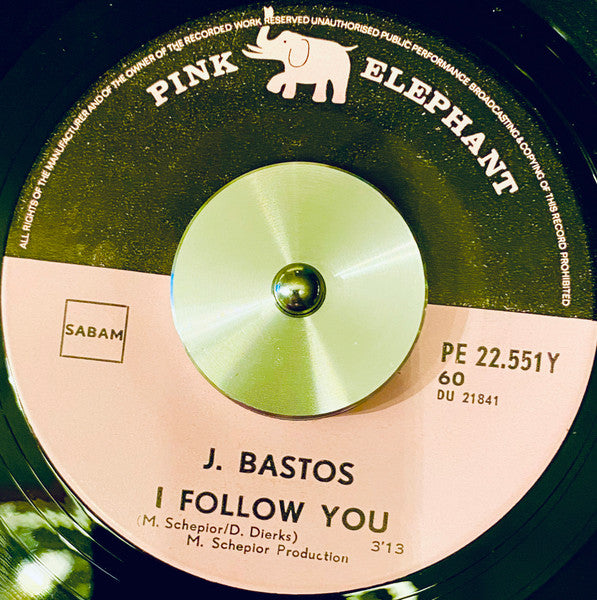 ALL RIGHTS OF THE MANUFACTURER AND OF THE OWNER OF THE RECORDED WORK RESERVED UNAUTHORISED PUBLIC PERFORMANCE BROADCASTING & COPYING OF THIS RECORD PROHIBITED
PINK ELEPHANT
SABAM
PE 22.551 Y
60
DU 21841
J. BASTOS
I FOLLOW YOU
(M. Schepior/D. Dierks) 3'13
M. Schepior Production